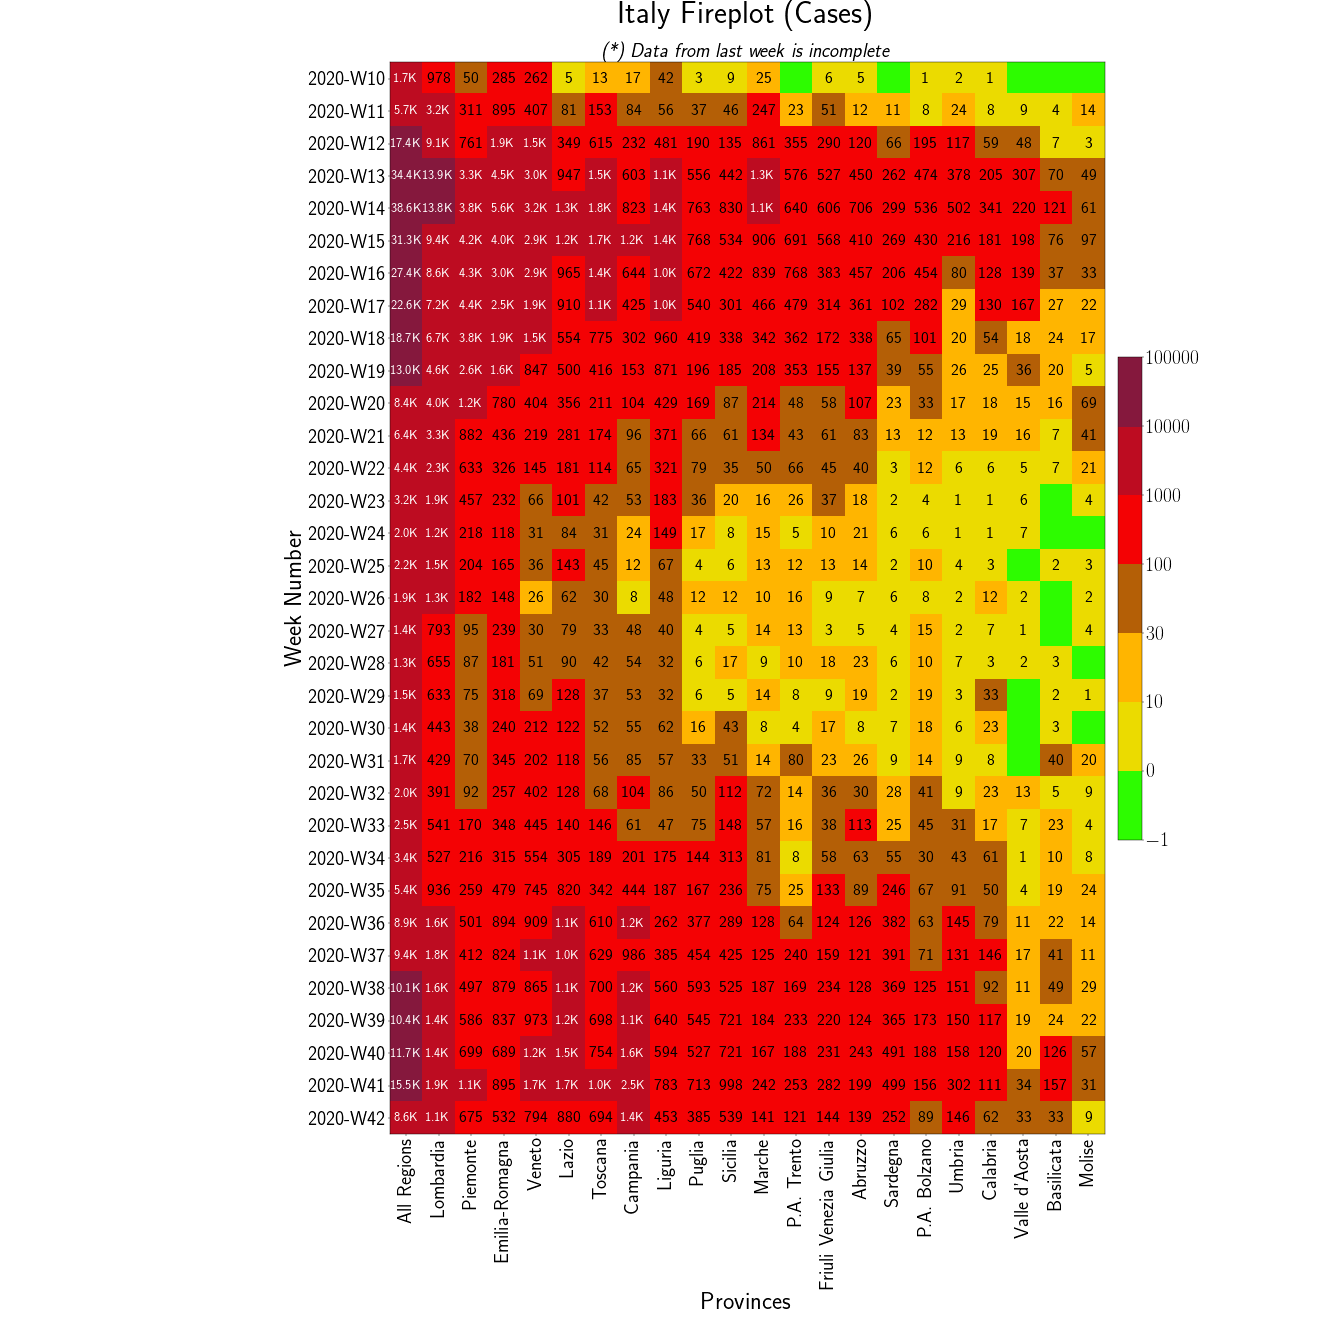 Italy Fireplot (Cases)
(*) Data from last week is incomplete
2020-W10 1.7K 978 50 285 262 5 13 17 42 3 9 25 6 5 1 2 1
2020-W11 5.7K 3.2K 311 895 407 81 153 84 56 37 46 247 23 51 12 11 8 24 8 9 4 14
2020-W12 17.4K 9.1K 761 1.9K 1.5K 349 615 232 481 190 135 861 355 290 120 66 195 117 59 48 7 3
2020-W13 34.4K 13.9K 3.3K 4.5K 3.0K 947 1.5K 603 1.1K 556 442 1.3K 576 527 450 262 474 378 205 307 70 49
2020-W14 38.6K 13.8K 3.8K 5.6K 3.2K 1.3K 1.8K 823 1.4K 763 830 1.1K 640 606 706 299 536 502 341 220 121 61
2020-W15 31.3K 9.4K 4.2K 4.0K 2.9K 1.2K 1.7K 1.2K 1.4K 768 534 906 691 568 410 269 430 216 181 198 76 97
2020-W16 27.4K 8.6K 4.3K 3.0K 2.9K 965 1.4K 644 1.0K 672 422 839 768 383 457 206 454 80 128 139 37 33
2020-W17 22.6K 7.2K 4.4K 2.5K 1.9K 910 1.1K 425 1.0K 540 301 466 479 314 361 102 282 29 130 167 27 22
2020-W18 18.7K 6.7K 3.8K 1.9K 1.5K 554 775 302 960 419 338 342 362 172 338 65 101 20 54 18 24 17
2020-W19 13.0K 4.6K 2.6K 1.6K 847 500 416 153 871 196 185 208 353 155 137 39 55 26 25 36 20 5
2020-W20 8.4K 4.0K 1.2K 780 404 356 211 104 429 169 87 214 48 58 107 23 33 17 18 15 16 69
2020-W21 6.4K 3.3K 882 436 219 281 174 96 371 66 61 134 43 61 83 13 12 13 19 16 7 41
2020-W22 4.4K 2.3K 633 326 145 181 114 65 321 79 35 50 66 45 40 3 12 6 6 5 7 21
2020-W23 3.2K 1.9K 457 232 66 101 42 53 183 36 20 16 26 37 18 2 4 1 1 6 4
2020-W24 2.0K 1.2K 218 118 31 84 31 24 149 17 8 15 5 10 21 6 6 1 1 7
2020-W25 2.2K 1.5K 204 165 36 143 45 12 67 4 6 13 12 13 14 2 10 4 3 2 3
2020-W26 1.9K 1.3K 182 148 26 62 30 8 48 12 12 10 16 9 7 6 8 2 12 2 2
2020-W27 1.4K 793 95 239 30 79 33 48 40 4 5 14 13 3 5 4 15 2 7 1 4
2020-W28 1.3K 655 87 181 51 90 42 54 32 6 17 9 10 18 23 6 10 7 3 2 3
2020-W29 1.5K 633 75 318 69 128 37 53 32 6 5 14 8 9 19 2 19 3 33 2 1
2020-W30 1.4K 443 38 240 212 122 52 55 62 16 43 8 4 17 8 7 18 6 23 3
2020-W31 1.7K 429 70 345 202 118 56 85 57 33 51 14 80 23 26 9 14 9 8 40 20
2020-W32 2.0K 391 92 257 402 128 68 104 86 50 112 72 14 36 30 28 41 9 23 13 5 9
2020-W33 2.5K 541 170 348 445 140 146 61 47 75 148 57 16 38 113 25 45 31 17 7 23 4
2020-W34 3.4K 527 216 315 554 305 189 201 175 144 313 81 8 58 63 55 30 43 61 1 10 8
2020-W35 5.4K 936 259 479 745 820 342 444 187 167 236 75 25 133 89 246 67 91 50 4 19 24
2020-W36 8.9K 1.6K 501 894 909 1.1K 610 1.2K 262 377 289 128 64 124 126 382 63 145 79 11 22 14
2020-W37 9.4K 1.8K 412 824 1.1K 1.0K 629 986 385 454 425 125 240 159 121 391 71 131 146 17 41 11
2020-W38 10.1K 1.6K 497 879 865 1.1K 700 1.2K 560 593 525 187 169 234 128 369 125 151 92 11 49 29
2020-W39 10.4K 1.4K 586 837 973 1.2K 698 1.1K 640 545 721 184 233 220 124 365 173 150 117 19 24 22
2020-W40 11.7K 1.4K 699 689 1.2K 1.5K 754 1.6K 594 527 721 167 188 231 243 491 188 158 120 20 126 57
2020-W41 15.5K 1.9K 1.1K 895 1.7K 1.7K 1.0K 2.5K 783 713 998 242 253 282 199 499 156 302 111 34 157 31
2020-W42 8.6K 1.1K 675 532 794 880 694 1.4K 453 385 539 141 121 144 139 252 89 146 62 33 33 9
Week Number
100000
10000
1000
100
30
10
0
−1
All Regions
Lombardia
Piemonte
Emilia-Romagna
Veneto
Lazio
Toscana
Campania
Liguria
Puglia
Sicilia
Marche
P.A. Trento
Friuli Venezia Giulia
Abruzzo
Sardegna
P.A. Bolzano
Umbria
Calabria
Valle d'Aosta
Basilicata
Molise
Provinces